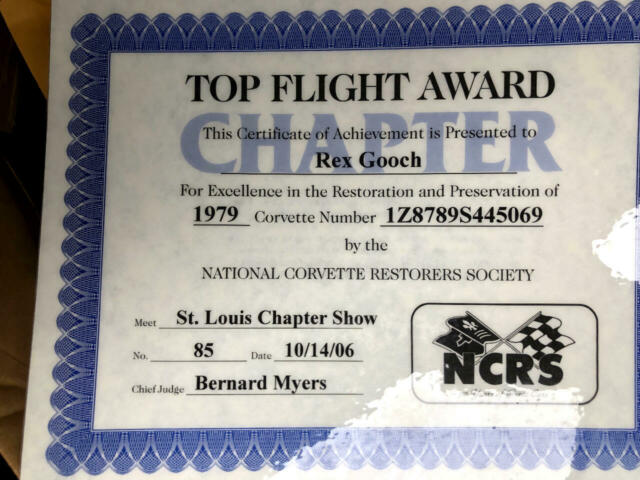 TOP FLIGHT AWARD
CHAPTER
This Certificate of Achievement is Presented to
Rex Gooch
For Excellence in the Restoration and Preservation of
1979 Corvette Number 1Z8789S445069
by the
NATIONAL CORVETTE RESTORERS SOCIETY
Meet St. Louis Chapter Show
No. 85 Date 10/14/06
Chief Judge Bernard Myers
NCRS